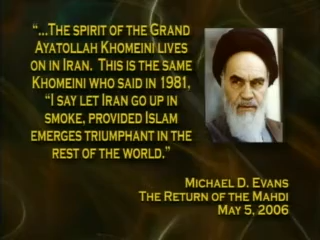 “...The spirit of the Grand
Ayatollah Khomeini lives
on in Iran. This is the same
Khomeini who said in 1981,
“I say let Iran go up in
smoke, provided Islam
emerges triumphant in the
rest of the world.”
Michael D. Evans
The Return of the Mahdi
May 5, 2006